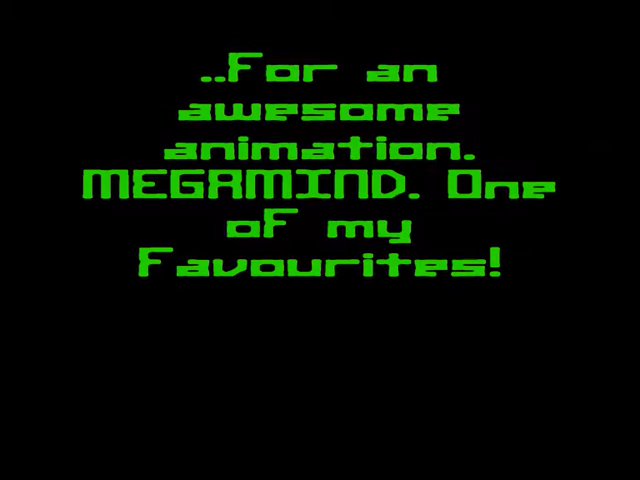 ..For an
awesome
animation.
MEGAMIND. One
of my
Favourites!